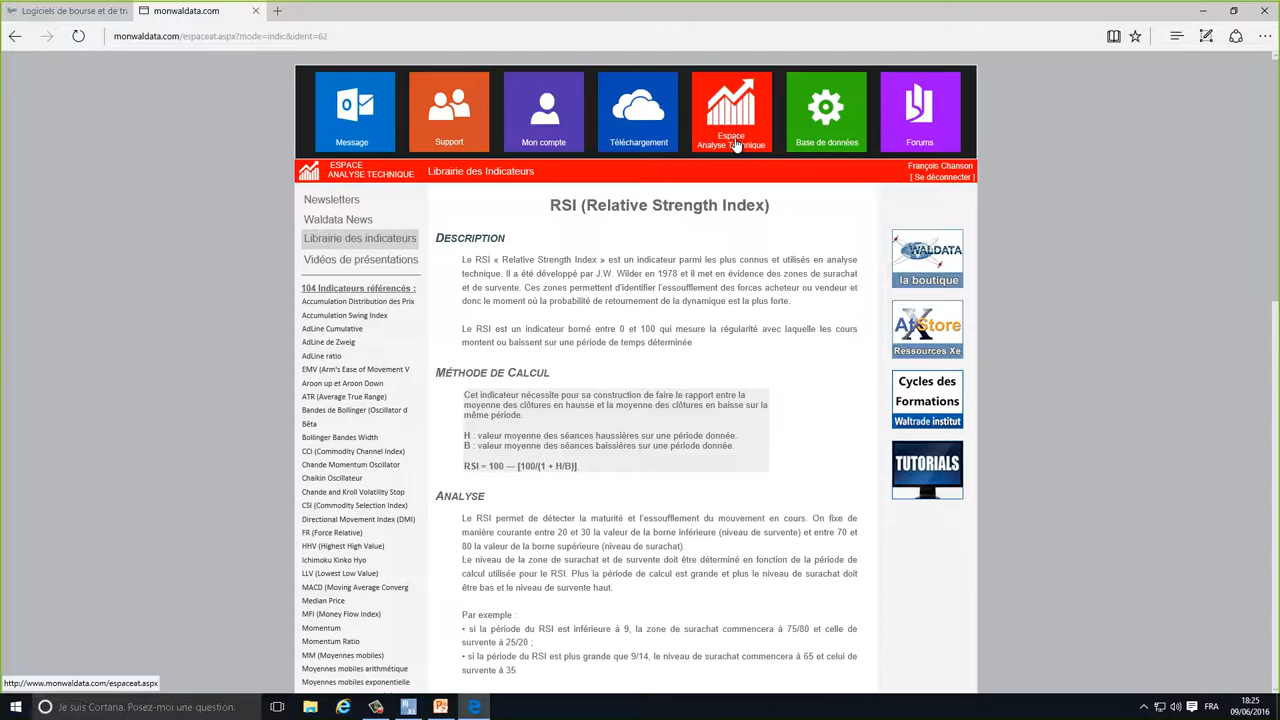 Logiciels de bourse et de tra
monwaldata.com
monwaldata.com/espaceat.aspx?mode=indic&ident=62
Message
Support
Mon compte
Téléchargement
Espace
Analyse Technique
Base de données
Forums
ESPACE
ANALYSE TECHNIQUE
Librairie des Indicateurs
François Chanson
[ Se déconnecter ]
Newsletters
Waldata News
Librairie des indicateurs
Vidéos de présentations
104 Indicateurs référencés :
Accumulation Distribution des Prix
Accumulation Swing Index
AdLine Cumulative
AdLine de Zweig
AdLine ratio
EMV (Arm's Ease of Movement V
Aroon up et Aroon Down
ATR (Average True Range)
Bandes de Bollinger (Oscillator d
Bêta
Bollinger Bandes Width
CCI (Commodity Channel Index)
Chande Momentum Oscillator
Chaikin Oscillateur
Chande and Kroll Volatility Stop
CSI (Commodity Selection Index)
Directional Movement Index (DMI)
FR (Force Relative)
HHV (Highest High Value)
Ichimoku Kinko Hyo
LLV (Lowest Low Value)
MACD (Moving Average Converg
Median Price
MFI (Money Flow Index)
Momentum
Momentum Ratio
MM (Moyennes mobiles)
Moyennes mobiles arithmétique
Moyennes mobiles exponentielle
RSI (Relative Strength Index)
DESCRIPTION
Le RSI « Relative Strength Index » est un indicateur parmi les plus connus et utilisés en analyse
technique. Il a été développé par J.W. Wilder en 1978 et il met en évidence des zones de surachat
et de survente. Ces zones permettent d'identifier l'essoufflement des forces acheteur ou vendeur et
donc le moment où la probabilité de retournement de la dynamique est la plus forte.
Le RSI est un indicateur borné entre 0 et 100 qui mesure la régularité avec laquelle les cours
montent ou baissent sur une période de temps déterminée
MÉTHODE DE CALCUL
Cet indicateur nécessite pour sa construction de faire le rapport entre la
moyenne des clôtures en hausse et la moyenne des clôtures en baisse sur la
même période.
H : valeur moyenne des séances haussières sur une période donnée.
B : valeur moyenne des séances baissières sur une période donnée.
RSI = 100 — [100/(1 + H/B)]
ANALYSE
Le RSI permet de détecter la maturité et l'essoufflement du mouvement en cours. On fixe de
manière courante entre 20 et 30 la valeur de la borne inférieure (niveau de survente) et entre 70 et
80 la valeur de la borne supérieure (niveau de surachat).
Le niveau de la zone de surachat et de survente doit être déterminé en fonction de la période de
calcul utilisée pour le RSI. Plus la période de calcul est grande et plus le niveau de surachat doit
être bas et le niveau de survente haut.
Par exemple :
• si la période du RSI est inférieure à 9, la zone de surachat commencera à 75/80 et celle de
survente à 25/20 ;
• si la période du RSI est plus grande que 9/14, le niveau de surachat commencera à 65 et celui de
survente à 35.
WALDATA
la boutique
AtStore
Ressources Xe
Cycles des
Formations
Waltrade institut
TUTORIALS
http://www.monwaldata.com/espaceat.aspx
Je suis Cortana. Posez-moi une question.
FRA
18:25
09/06/2016